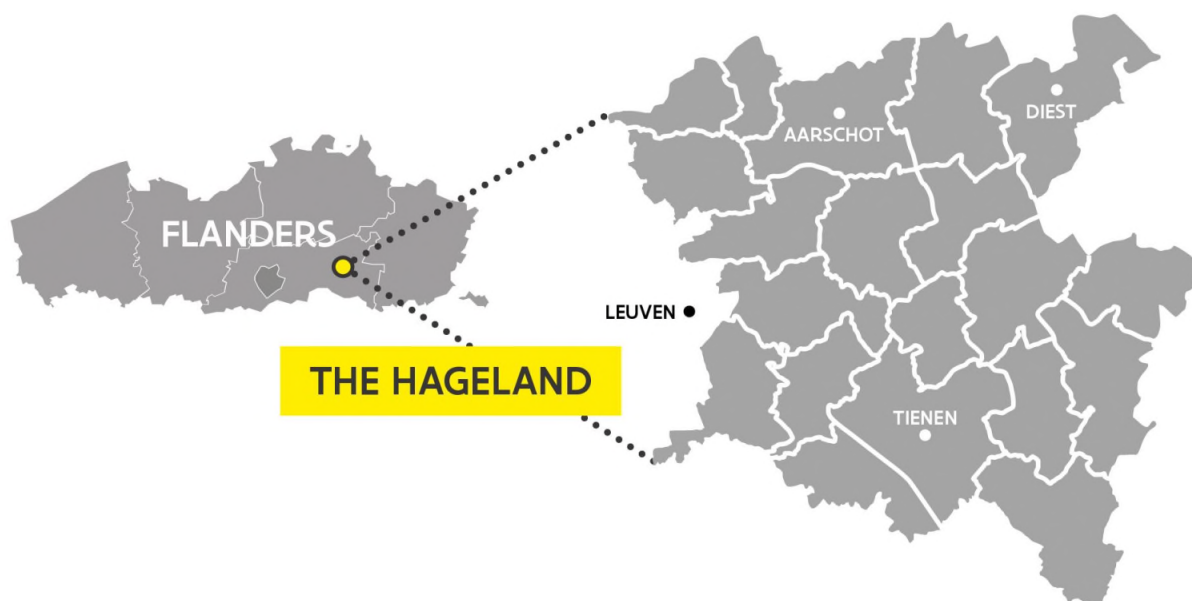 FLANDERS
THE HAGELAND
AARSCHOT
DIEST
LEUVEN
TIENEN